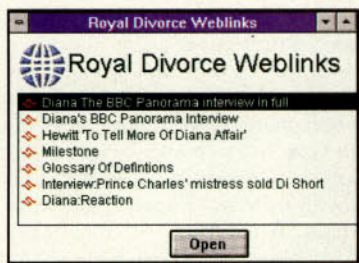 Royal Divorce Weblinks
Royal Divorce Weblinks
Diana The BBC Panorama interview in full
Diana's BBC Panorama Interview
Hewitt 'To Tell More Of Diana Affair'
Milestone
Glossary Of Defintions
Interview:Prince Charles' mistress sold Di Short
Diana:Reaction
Open